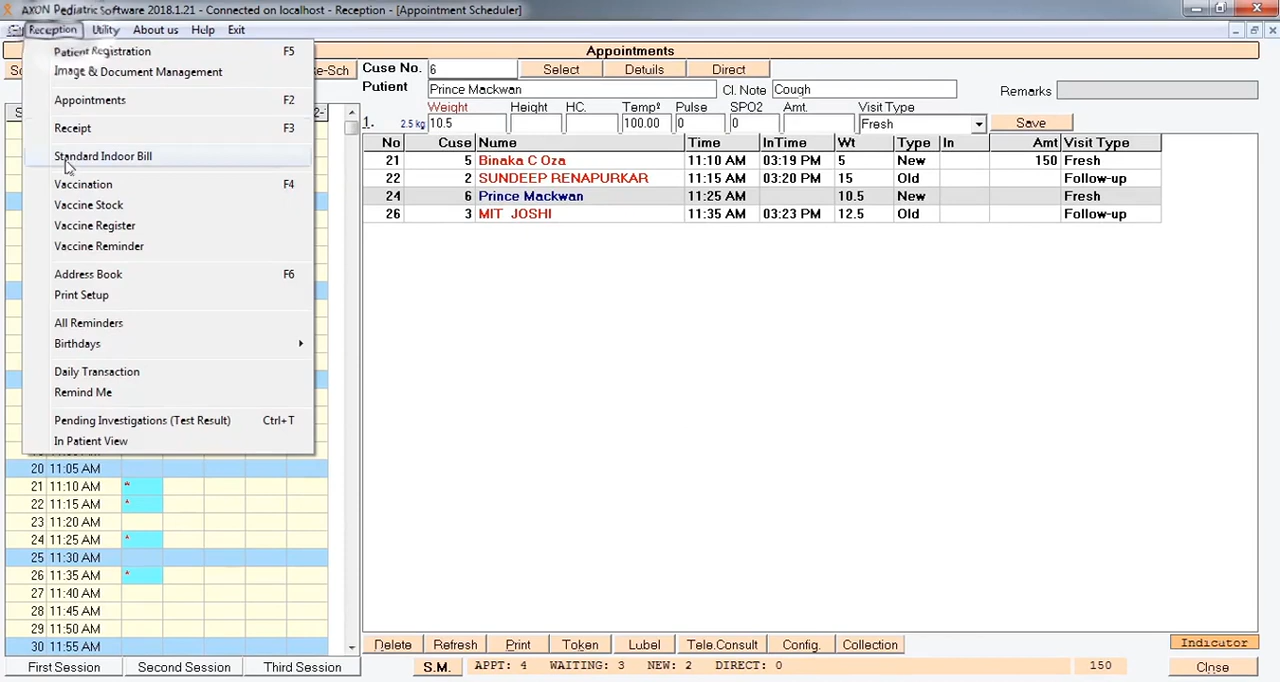 AXON Pediatric Software 2018.1.21 - Connected on localhost - Reception - [Appointment Scheduler]
Reception Utility About us Help Exit
Appointments
Patient Registration F5
Image & Document Management
Appointments F2
Receipt F3
Standard Indoor Bill
Vaccination F4
Vaccine Stock
Vaccine Register
Vaccine Reminder
Address Book F6
Print Setup
All Reminders
Birthdays
Daily Transaction
Remind Me
Pending Investigations (Test Result) Ctrl+T
In Patient View
20 11:05 AM
21 11:10 AM *
22 11:15 AM *
23 11:20 AM
24 11:25 AM *
25 11:30 AM
26 11:35 AM *
27 11:40 AM
28 11:45 AM
29 11:50 AM
30 11:55 AM
First Session Second Session Third Session
Case No. 6 Select Details Direct
Patient Prince Mackwan Cl. Note Cough Remarks
Weight Height HC. Tempº Pulse SPO2 Amt. Visit Type
1. 2.5 kg 10.5 100.00 0 0 Fresh Save
No Case Name Time InTime Wt Type In Amt Visit Type
21 5 Binaka C Oza 11:10 AM 03:19 PM 5 New 150 Fresh
22 2 SUNDEEP RENAPURKAR 11:15 AM 03:20 PM 15 Old Follow-up
24 6 Prince Mackwan 11:25 AM 10.5 New Fresh
26 3 MIT JOSHI 11:35 AM 03:23 PM 12.5 Old Follow-up
Delete Refresh Print Token Label Tele.Consult Config. Collection Indicator
S.M. APPT: 4 WAITING: 3 NEW: 2 DIRECT: 0 150 Close